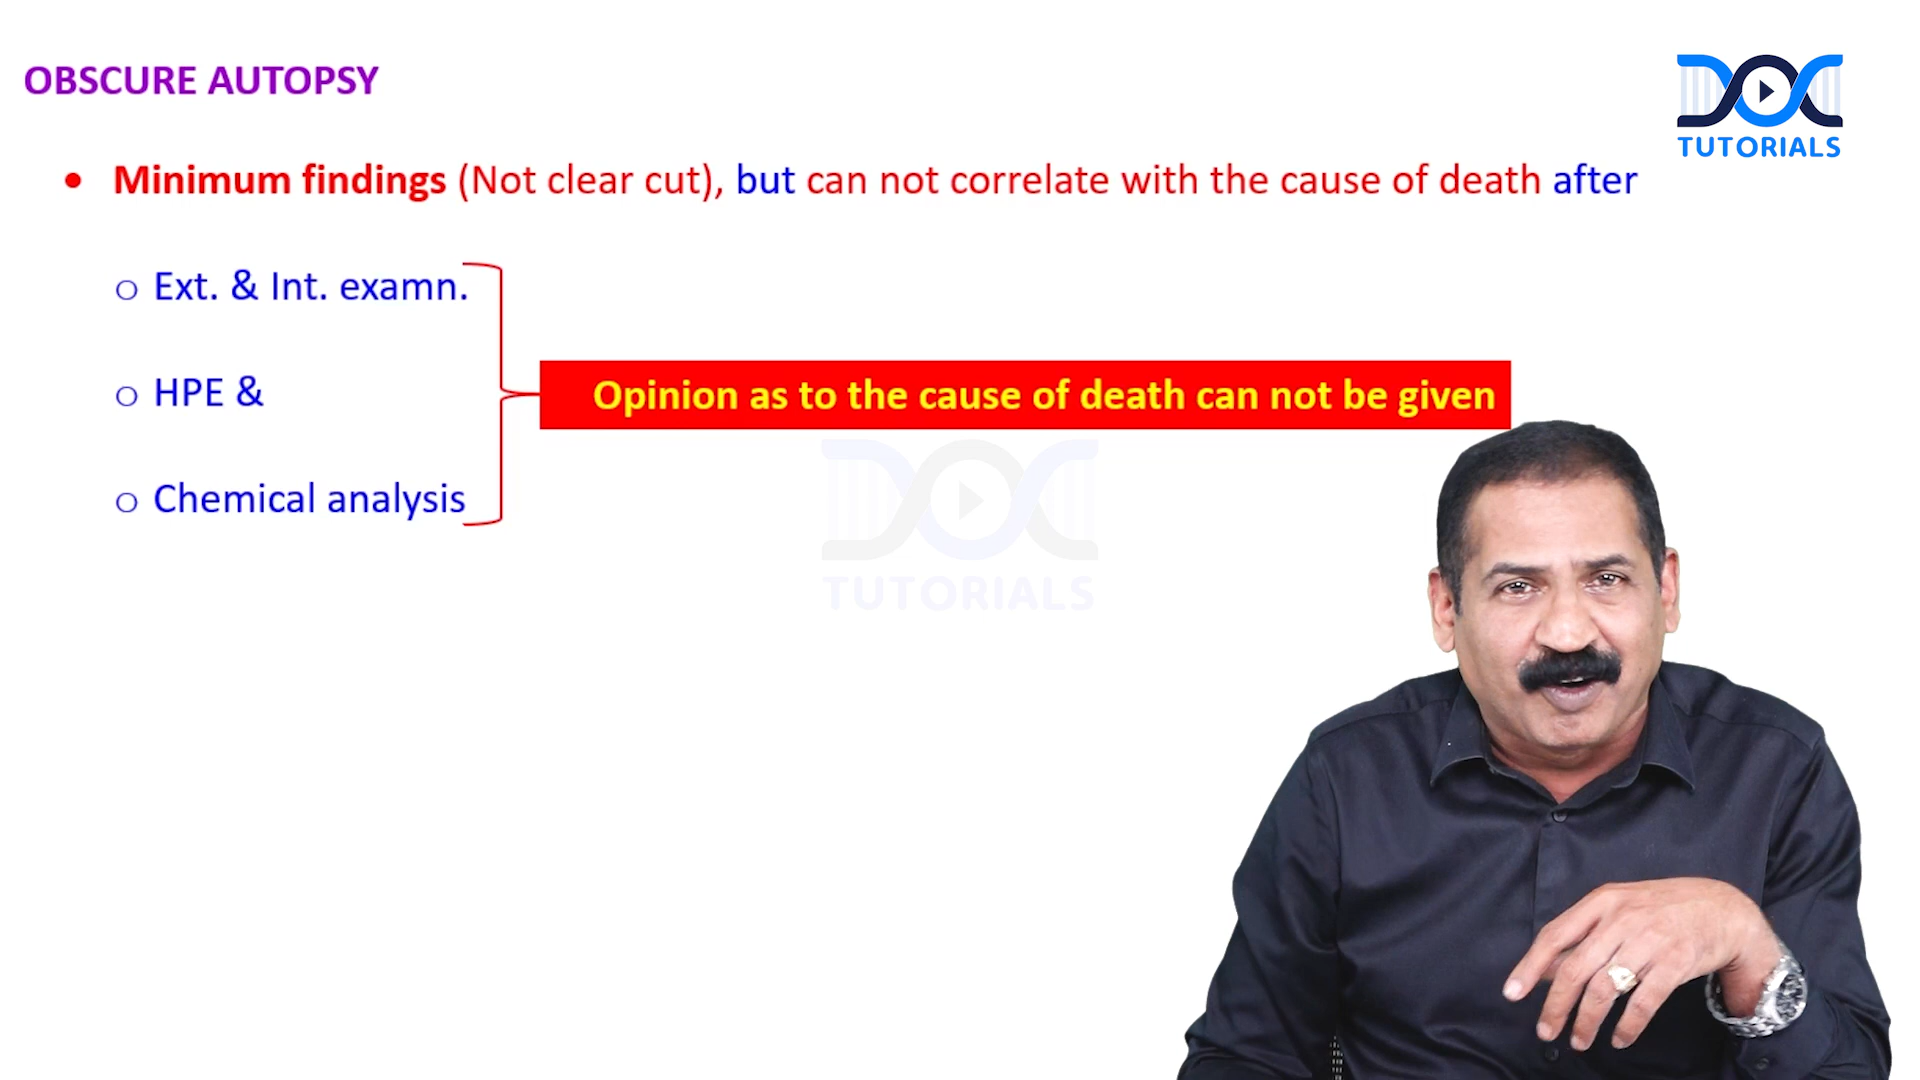 OBSCURE AUTOPSY
TUTORIALS
• Minimum findings (Not clear cut), but can not correlate with the cause of death after
o Ext. & Int. examn.
o HPE &
Opinion as to the cause of death can not be given
o Chemical analysis
TUTORIALS